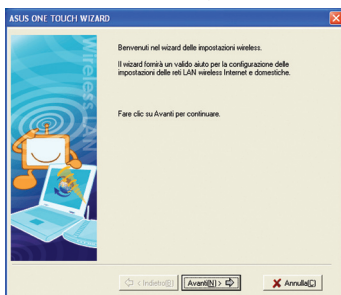 ASUS ONE TOUCH WIZARD
Wireless LAN
Benvenuti nel wizard delle impostazioni wireless.
Il wizard fornirà un valido aiuto per la configurazione delle
impostazioni delle reti LAN wireless Internet e domestiche.
Fare clic su Avanti per continuare.
< Indietro(B)
Avanti(N) >
Annulla(C)